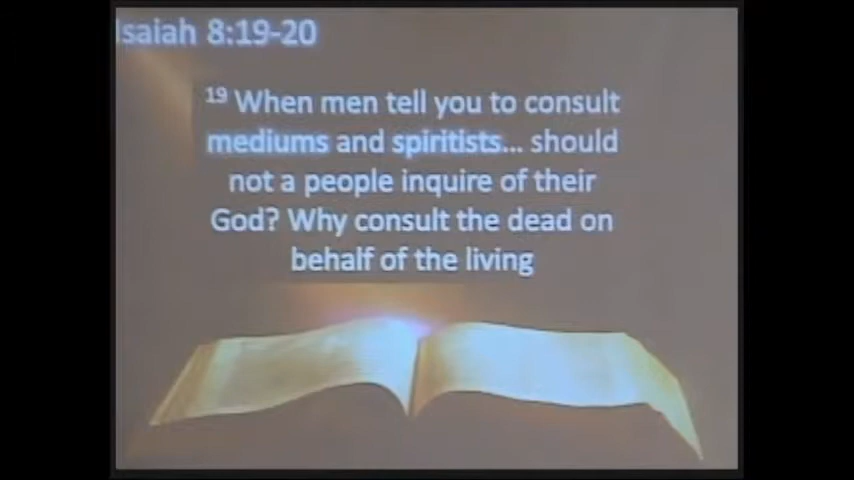 Isaiah 8:19-20
19 When men tell you to consult
mediums and spiritists... should
not a people inquire of their
God? Why consult the dead on
behalf of the living